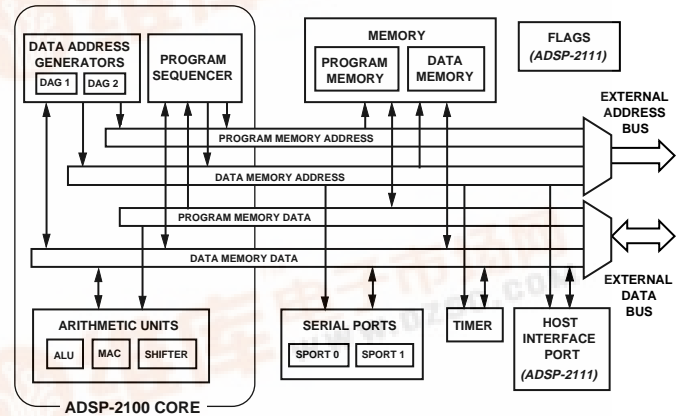 DATA ADDRESS
GENERATORS
DAG 1
DAG 2
PROGRAM
SEQUENCER
MEMORY
PROGRAM
MEMORY
DATA
MEMORY
FLAGS
(ADSP-2111)
EXTERNAL
ADDRESS
BUS
PROGRAM MEMORY ADDRESS
DATA MEMORY ADDRESS
PROGRAM MEMORY DATA
DATA MEMORY DATA
EXTERNAL
DATA
BUS
ARITHMETIC UNITS
ALU
MAC
SHIFTER
SERIAL PORTS
SPORT 0
SPORT 1
TIMER
HOST
INTERFACE
PORT
(ADSP-2111)
ADSP-2100 CORE